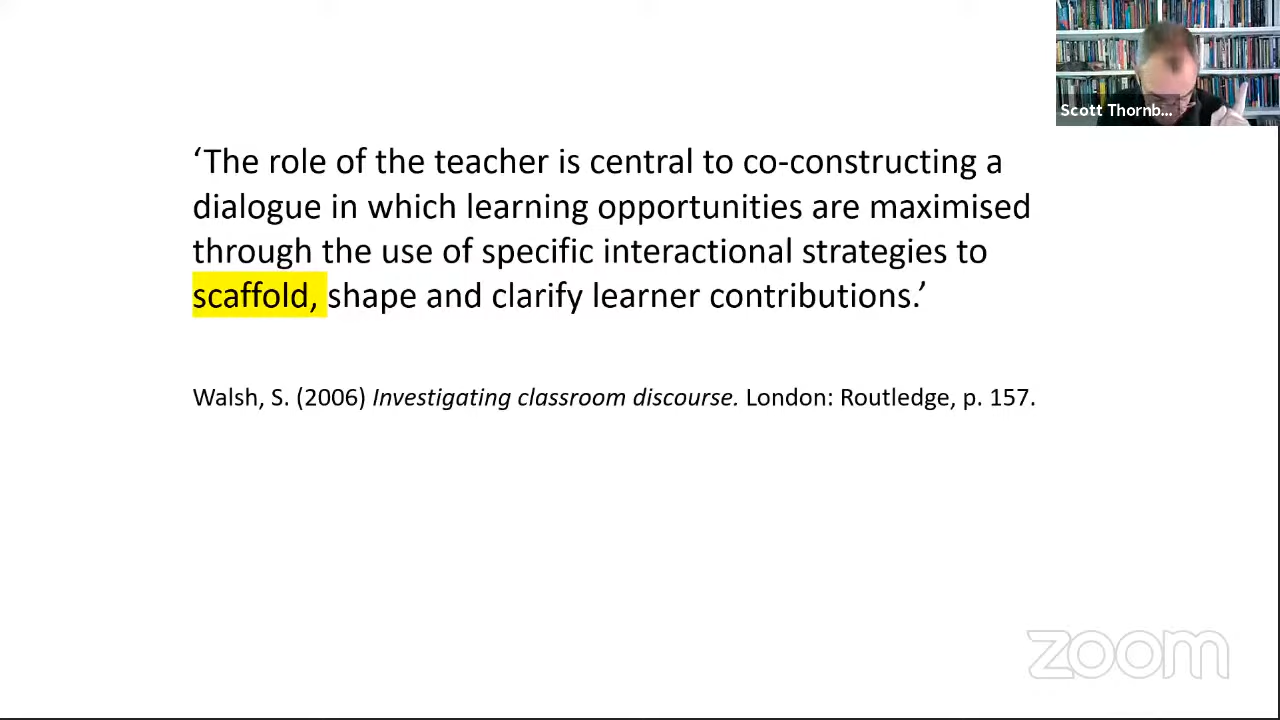 Scott Thornb...
‘The role of the teacher is central to co-constructing a
dialogue in which learning opportunities are maximised
through the use of specific interactional strategies to
scaffold, shape and clarify learner contributions.’
Walsh, S. (2006) Investigating classroom discourse. London: Routledge, p. 157.
zoom